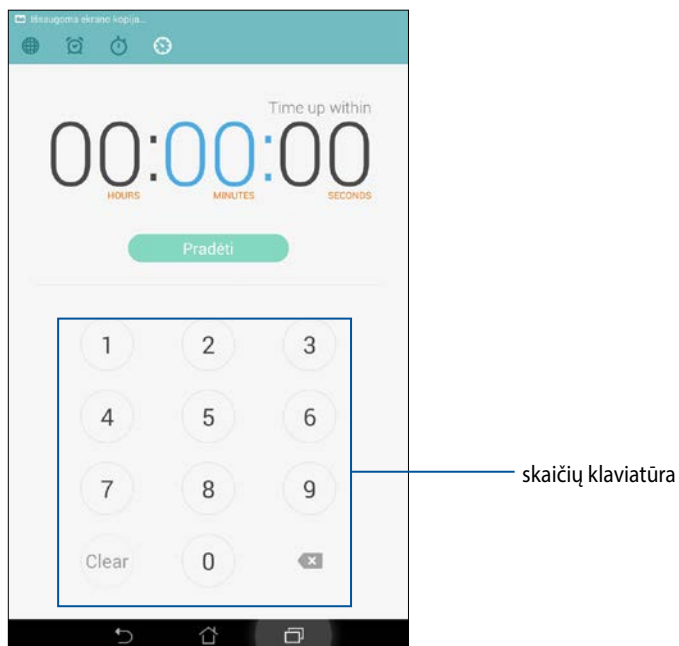 Išsaugoma ekrano kopija...
Time up within
00:00:00
HOURS MINUTES SECONDS
Pradėti
1 2 3
4 5 6
7 8 9
Clear 0
skaičių klaviatūra